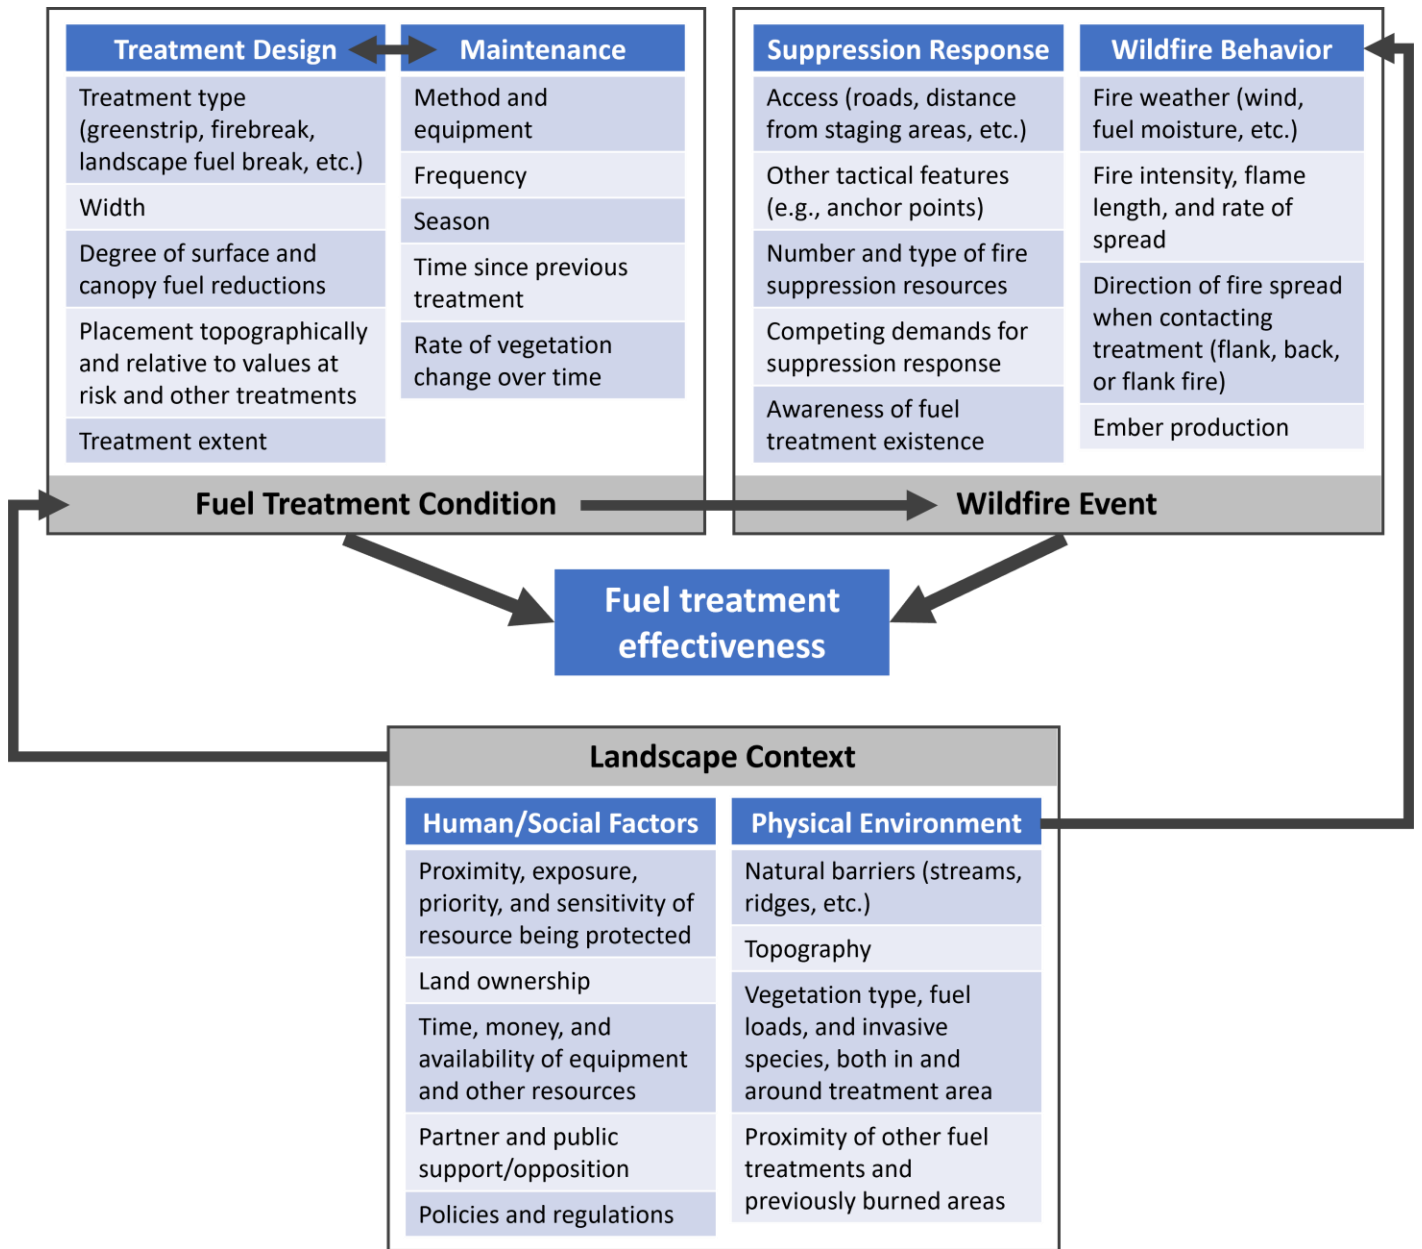 Treatment Design
Treatment type
(greenstrip, firebreak,
landscape fuel break, etc.)
Width
Degree of surface and
canopy fuel reductions
Placement topographically
and relative to values at
risk and other treatments
Treatment extent
Maintenance
Method and
equipment
Frequency
Season
Time since previous
treatment
Rate of vegetation
change over time
Fuel Treatment Condition
Suppression Response
Access (roads, distance
from staging areas, etc.)
Other tactical features
(e.g., anchor points)
Number and type of fire
suppression resources
Competing demands for
suppression response
Awareness of fuel
treatment existence
Wildfire Behavior
Fire weather (wind,
fuel moisture, etc.)
Fire intensity, flame
length, and rate of
spread
Direction of fire spread
when contacting
treatment (flank, back,
or flank fire)
Ember production
Wildfire Event
Fuel treatment
effectiveness
Landscape Context
Human/Social Factors
Proximity, exposure,
priority, and sensitivity of
resource being protected
Land ownership
Time, money, and
availability of equipment
and other resources
Partner and public
support/opposition
Policies and regulations
Physical Environment
Natural barriers (streams,
ridges, etc.)
Topography
Vegetation type, fuel
loads, and invasive
species, both in and
around treatment area
Proximity of other fuel
treatments and
previously burned areas